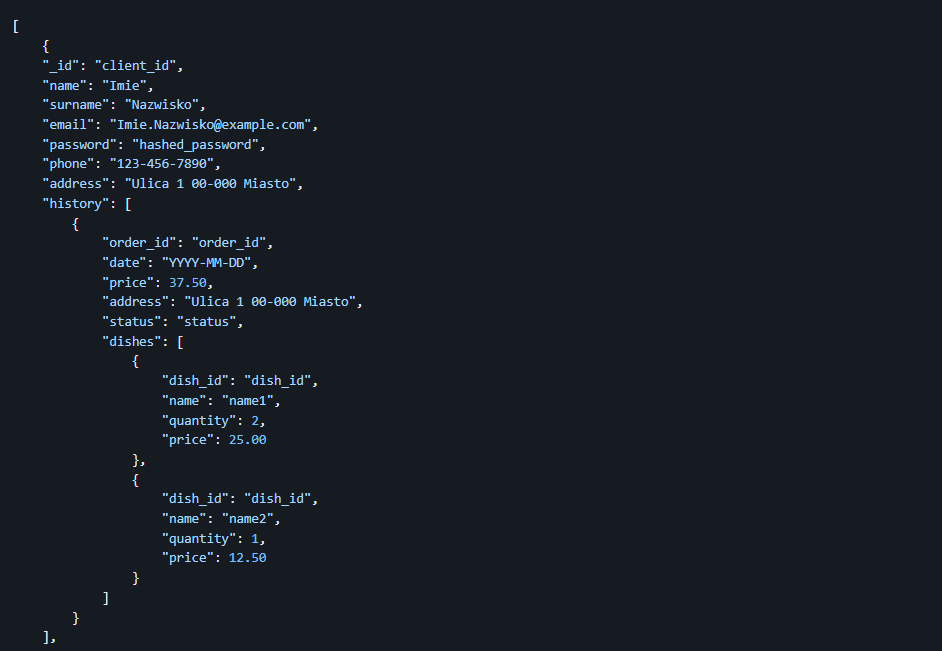 [
    {
    "_id": "client_id",
    "name": "Imie",
    "surname": "Nazwisko",
    "email": "Imie.Nazwisko@example.com",
    "password": "hashed_password",
    "phone": "123-456-7890",
    "address": "Ulica 1 00-000 Miasto",
    "history": [
        {
            "order_id": "order_id",
            "date": "YYYY-MM-DD",
            "price": 37.50,
            "address": "Ulica 1 00-000 Miasto",
            "status": "status",
            "dishes": [
                {
                    "dish_id": "dish_id",
                    "name": "name1",
                    "quantity": 2,
                    "price": 25.00
                },
                {
                    "dish_id": "dish_id",
                    "name": "name2",
                    "quantity": 1,
                    "price": 12.50
                }
            ]
        }
    ],